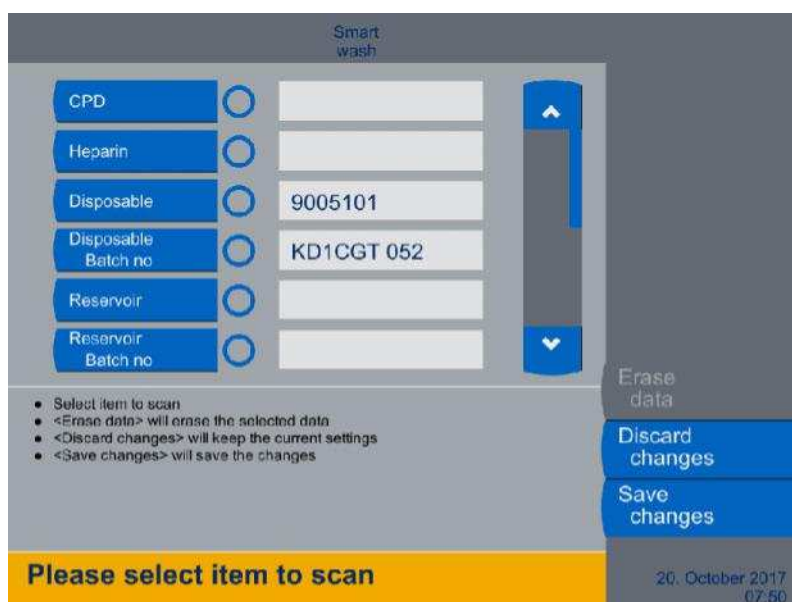 Smart
wash
CPD
Heparin
Disposable
9005101
Disposable
Batch no
KD1CGT 052
Reservoir
Reservoir
Batch no
Select item to scan
<Erase data> will erase the selected data
<Discard changes> will keep the current settings
<Save changes> will save the changes
Erase
data
Discard
changes
Save
changes
Please select item to scan
20. October 2017
07:50